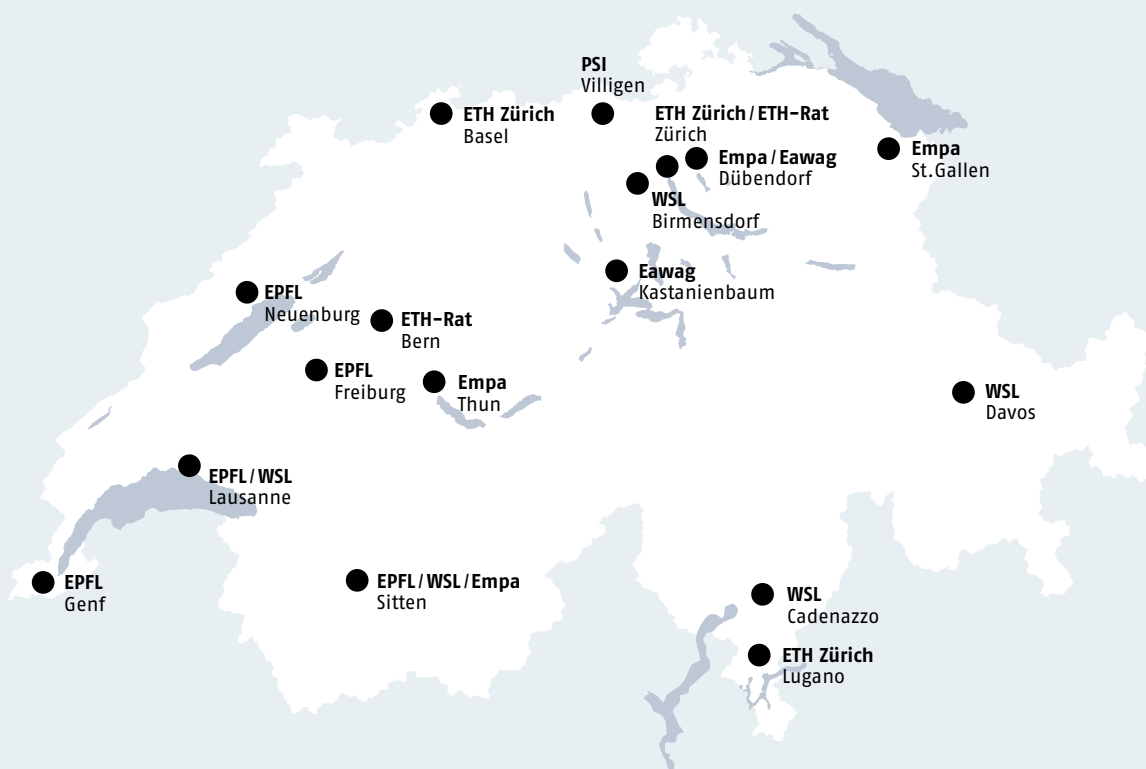 PSI
Villigen
ETH Zürich
Basel
ETH Zürich / ETH-Rat
Zürich
Empa / Eawag
Dübendorf
Empa
St.Gallen
WSL
Birmensdorf
Eawag
Kastanienbaum
EPFL
Neuenburg
ETH-Rat
Bern
EPFL
Freiburg
Empa
Thun
WSL
Davos
EPFL / WSL
Lausanne
EPFL
Genf
EPFL / WSL / Empa
Sitten
WSL
Cadenazzo
ETH Zürich
Lugano